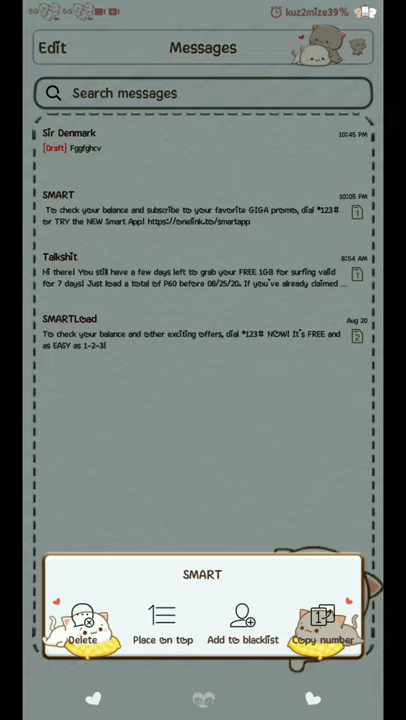 5G 5G kuz2mize39%
Edit Messages
Search messages
Sir Denmark 10:45 PM
[Draft] Fggfghcv
SMART 10:05 PM
To check your balance and subscribe to your favorite GIGA promo, dial *123#
or TRY the NEW Smart App! https://onelink.to/smartapp
1
Talkshit 8:54 AM
Hi there! You still have a few days left to grab your FREE 1GB for surfing valid
for 7 days! Just load a total of P60 before 08/25/20. If you've already claimed ...
1
SMARTLoad Aug 20
To check your balance and other exciting offers, dial *123# NOW! It's FREE and
as EASY as 1-2-3!
2
SMART
Delete Place on top Add to blacklist Copy number